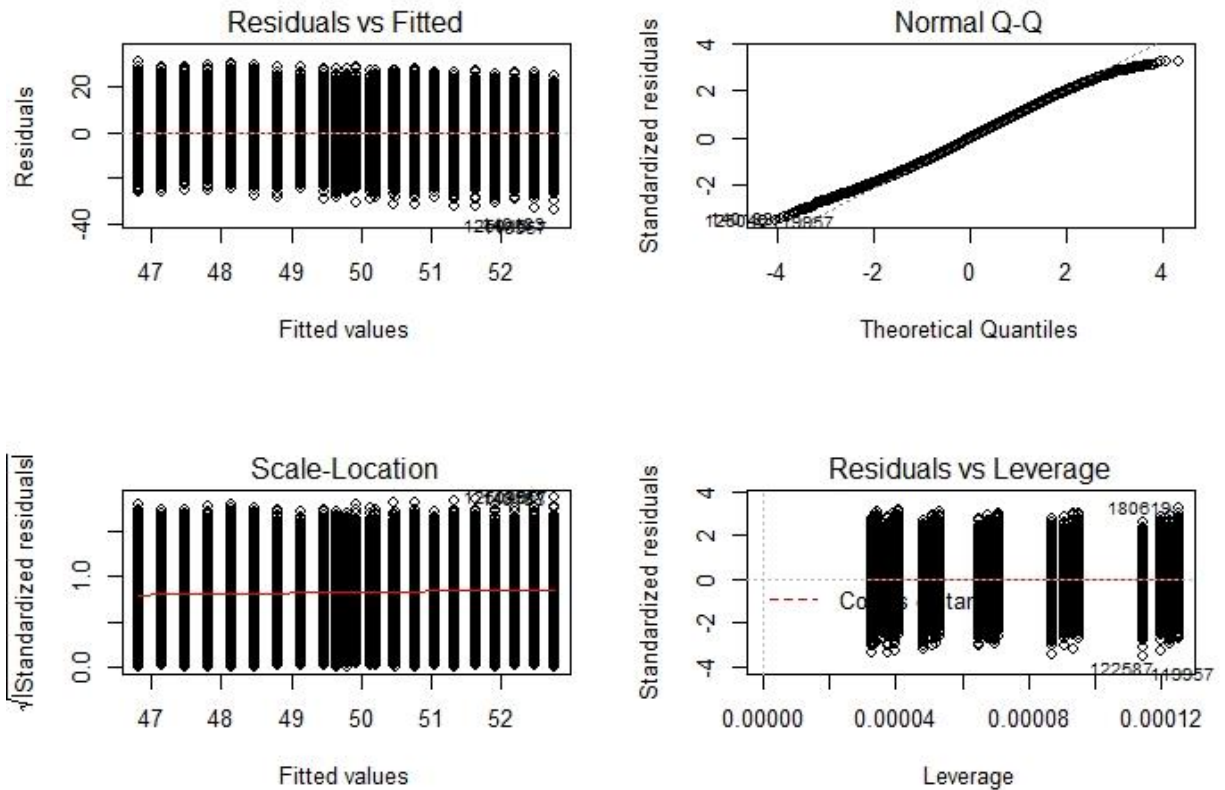 Residuals vs Fitted
Residuals
20
0
-40
47 48 49 50 51 52
Fitted values
Normal Q-Q
Standardized residuals
4
2
0
-2
-4 -2 0 2 4
Theoretical Quantiles
Scale-Location
√|Standardized residuals|
1.0
0.0
47 48 49 50 51 52
Fitted values
Residuals vs Leverage
Standardized residuals
4
2
0
-2
-4
180619
122587
119957
0.00000 0.00004 0.00008 0.00012
Leverage